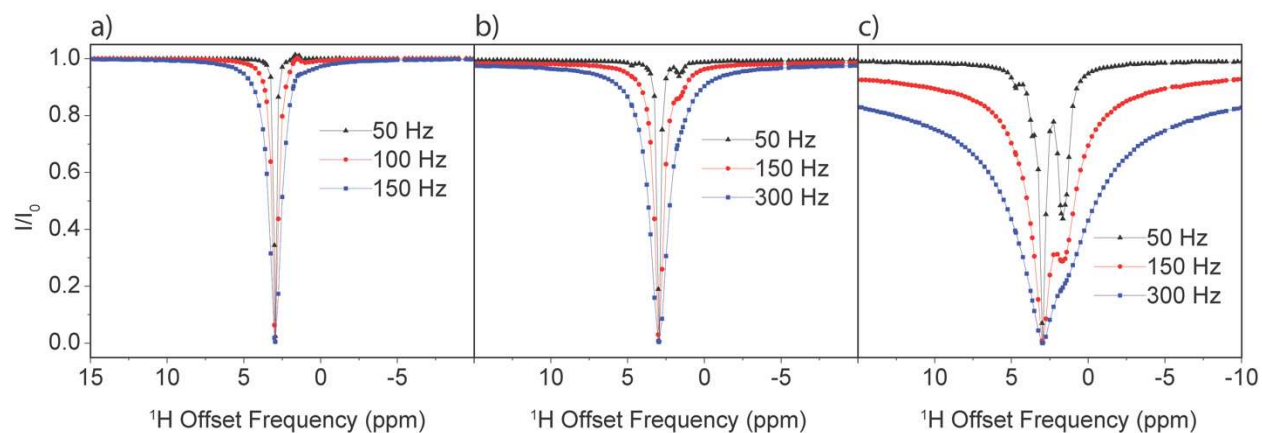 a)
b)
c)
1.0
0.8
0.6
0.4
0.2
0.0
I/I₀
50 Hz
100 Hz
150 Hz
50 Hz
150 Hz
300 Hz
50 Hz
150 Hz
300 Hz
15 10 5 0 -5
10 5 0 -5
10 5 0 -5 -10
¹H Offset Frequency (ppm)
¹H Offset Frequency (ppm)
¹H Offset Frequency (ppm)